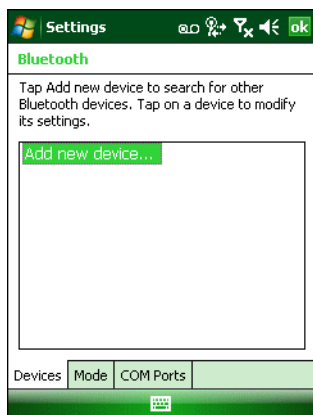 Settings
ok
Bluetooth
Tap Add new device to search for other
Bluetooth devices. Tap on a device to modify
its settings.
Add new device...
Devices Mode COM Ports